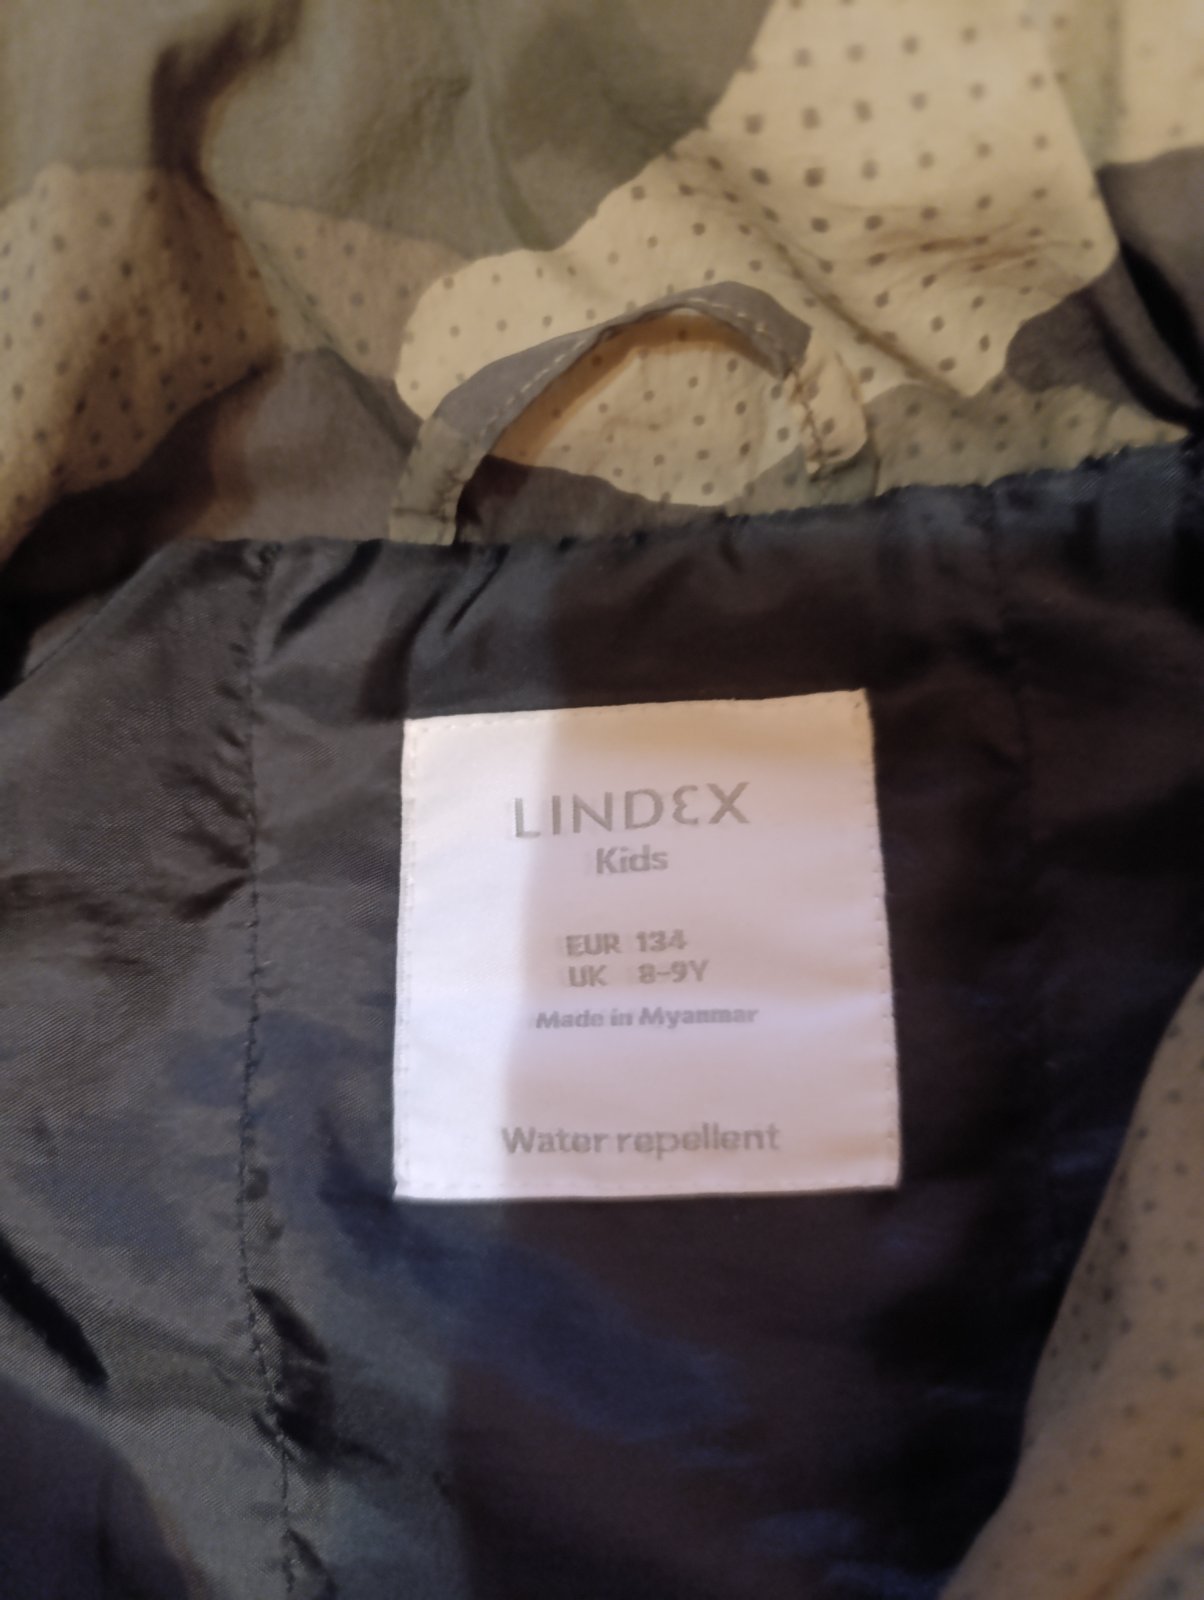 LINDEX
Kids
EUR 134
UK 8-9Y
Made in Myanmar
Water repellent